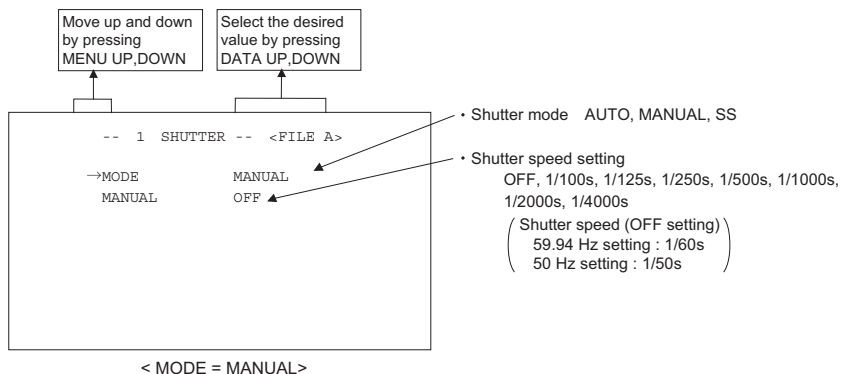 Move up and down
by pressing
MENU UP,DOWN
Select the desired
value by pressing
DATA UP,DOWN
-- 1 SHUTTER -- <FILE A>
→MODE MANUAL
MANUAL OFF
・Shutter mode AUTO, MANUAL, SS
・Shutter speed setting
OFF, 1/100s, 1/125s, 1/250s, 1/500s, 1/1000s,
1/2000s, 1/4000s
Shutter speed (OFF setting)
59.94 Hz setting : 1/60s
50 Hz setting : 1/50s
< MODE = MANUAL>